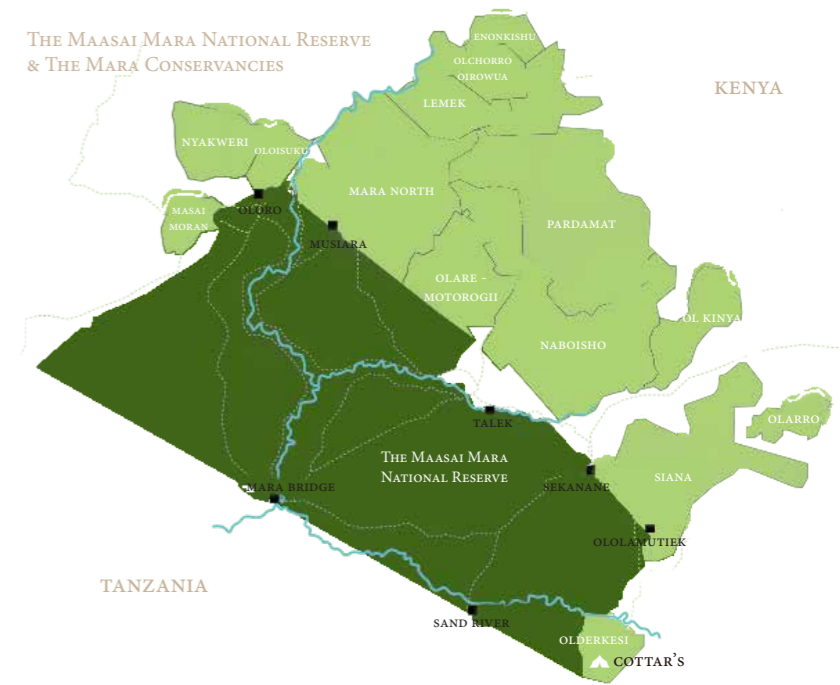 The Maasai Mara National Reserve
& The Mara Conservancies
KENYA
ENONKISHU
OLCHORRO
OIROWUA
LEMEK
NYAKWERI
OLOISUKU
MARA NORTH
MASAI
MORAN
OLORO
MUSIARA
PARDAMAT
OLARE -
MOTOROGII
OL KINYA
NABOISHO
TALEK
OLARRO
The Maasai Mara
National Reserve
SIANA
SEKANANE
MARA BRIDGE
OLOLAMUTIEK
TANZANIA
SAND RIVER
OLDERKESI
COTTAR'S